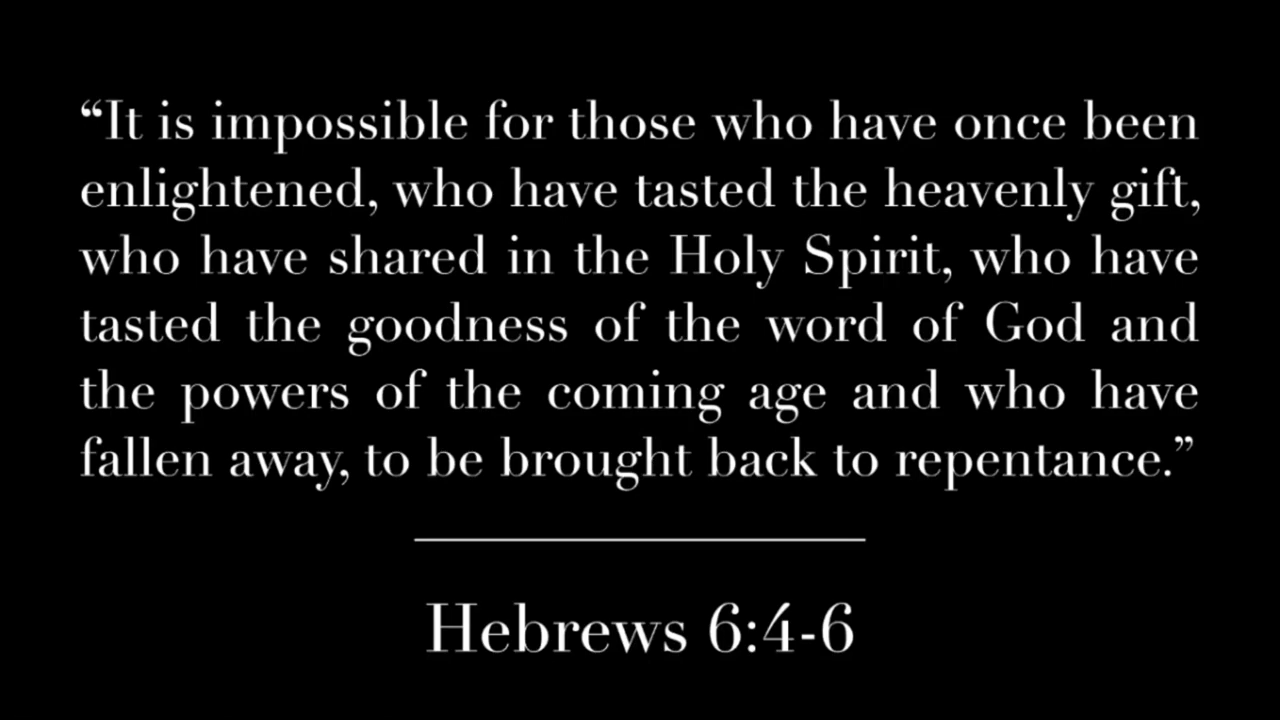 “It is impossible for those who have once been
enlightened, who have tasted the heavenly gift,
who have shared in the Holy Spirit, who have
tasted the goodness of the word of God and
the powers of the coming age and who have
fallen away, to be brought back to repentance.”
Hebrews 6:4-6